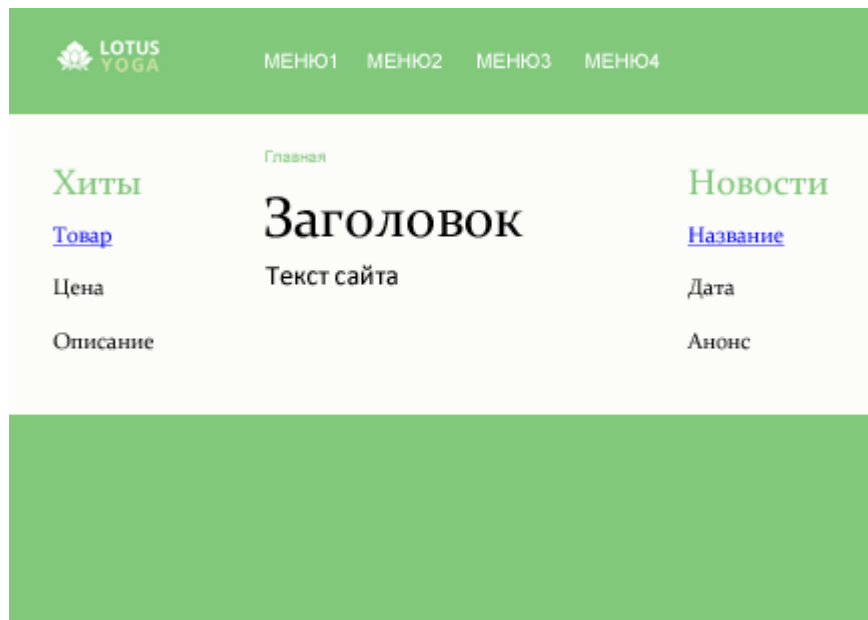 LOTUS
YOGA
МЕНЮ1 МЕНЮ2 МЕНЮ3 МЕНЮ4
Хиты
Товар
Цена
Описание
Главная
Заголовок
Текст сайта
Новости
Название
Дата
Анонс